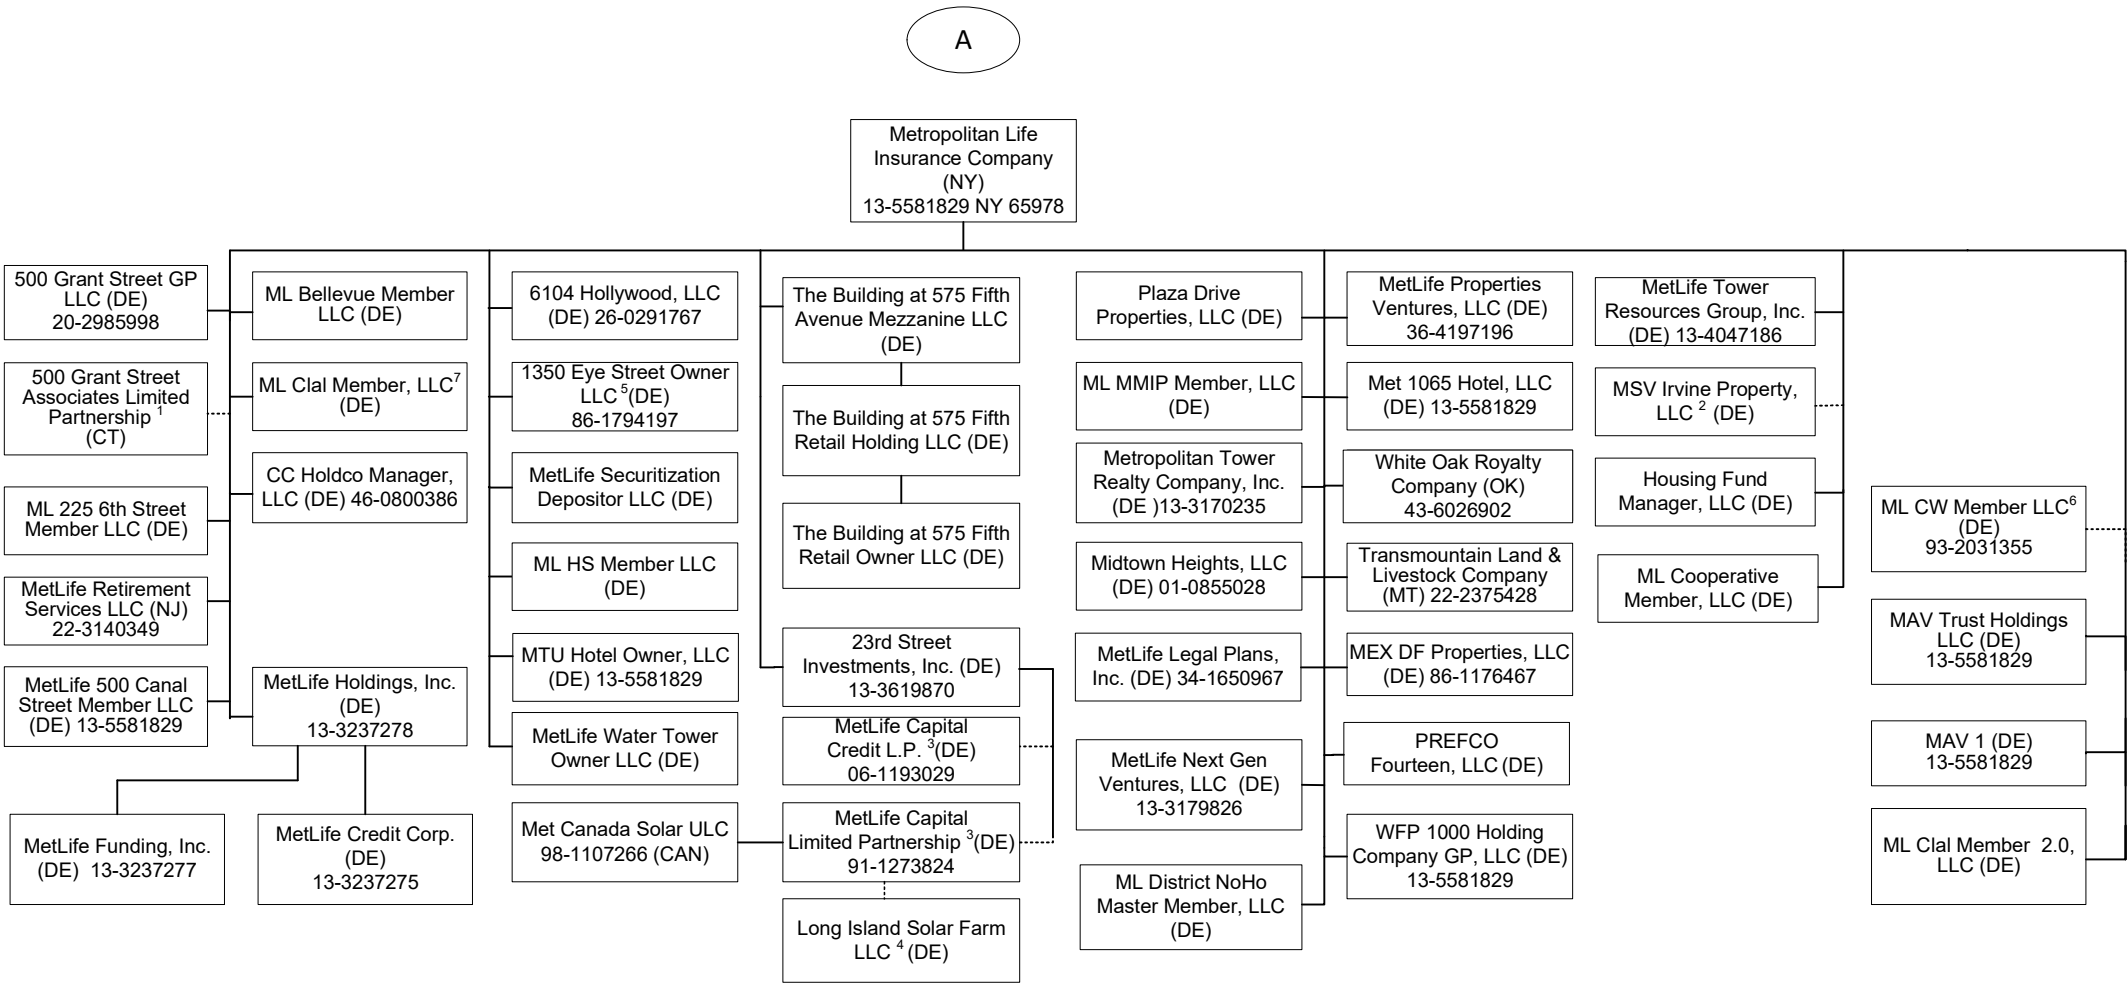 A
Metropolitan Life
Insurance Company
(NY)
13-5581829 NY 65978
500 Grant Street GP
LLC (DE)
20-2985998
500 Grant Street
Associates Limited
Partnership 1
(CT)
ML 225 6th Street
Member LLC (DE)
MetLife Retirement
Services LLC (NJ)
22-3140349
MetLife 500 Canal
Street Member LLC
(DE) 13-5581829
ML Bellevue Member
LLC (DE)
ML Clal Member, LLC7
(DE)
CC Holdco Manager,
LLC (DE) 46-0800386
MetLife Holdings, Inc.
(DE)
13-3237278
MetLife Funding, Inc.
(DE) 13-3237277
MetLife Credit Corp.
(DE)
13-3237275
6104 Hollywood, LLC
(DE) 26-0291767
1350 Eye Street Owner
LLC 5(DE)
86-1794197
MetLife Securitization
Depositor LLC (DE)
ML HS Member LLC
(DE)
MTU Hotel Owner, LLC
(DE) 13-5581829
MetLife Water Tower
Owner LLC (DE)
Met Canada Solar ULC
98-1107266 (CAN)
The Building at 575 Fifth
Avenue Mezzanine LLC
(DE)
The Building at 575 Fifth
Retail Holding LLC (DE)
The Building at 575 Fifth
Retail Owner LLC (DE)
23rd Street
Investments, Inc. (DE)
13-3619870
MetLife Capital
Credit L.P. 3(DE)
06-1193029
MetLife Capital
Limited Partnership 3(DE)
91-1273824
Long Island Solar Farm
LLC 4 (DE)
Plaza Drive
Properties, LLC (DE)
ML MMIP Member, LLC
(DE)
Metropolitan Tower
Realty Company, Inc.
(DE )13-3170235
Midtown Heights, LLC
(DE) 01-0855028
MetLife Legal Plans,
Inc. (DE) 34-1650967
MetLife Next Gen
Ventures, LLC (DE)
13-3179826
ML District NoHo
Master Member, LLC
(DE)
MetLife Properties
Ventures, LLC (DE)
36-4197196
Met 1065 Hotel, LLC
(DE) 13-5581829
White Oak Royalty
Company (OK)
43-6026902
Transmountain Land &
Livestock Company
(MT) 22-2375428
MEX DF Properties, LLC
(DE) 86-1176467
PREFCO
Fourteen, LLC (DE)
WFP 1000 Holding
Company GP, LLC (DE)
13-5581829
MetLife Tower
Resources Group, Inc.
(DE) 13-4047186
MSV Irvine Property,
LLC 2 (DE)
Housing Fund
Manager, LLC (DE)
ML Cooperative
Member, LLC (DE)
ML CW Member LLC6
(DE)
93-2031355
MAV Trust Holdings
LLC (DE)
13-5581829
MAV 1 (DE)
13-5581829
ML Clal Member 2.0,
LLC (DE)